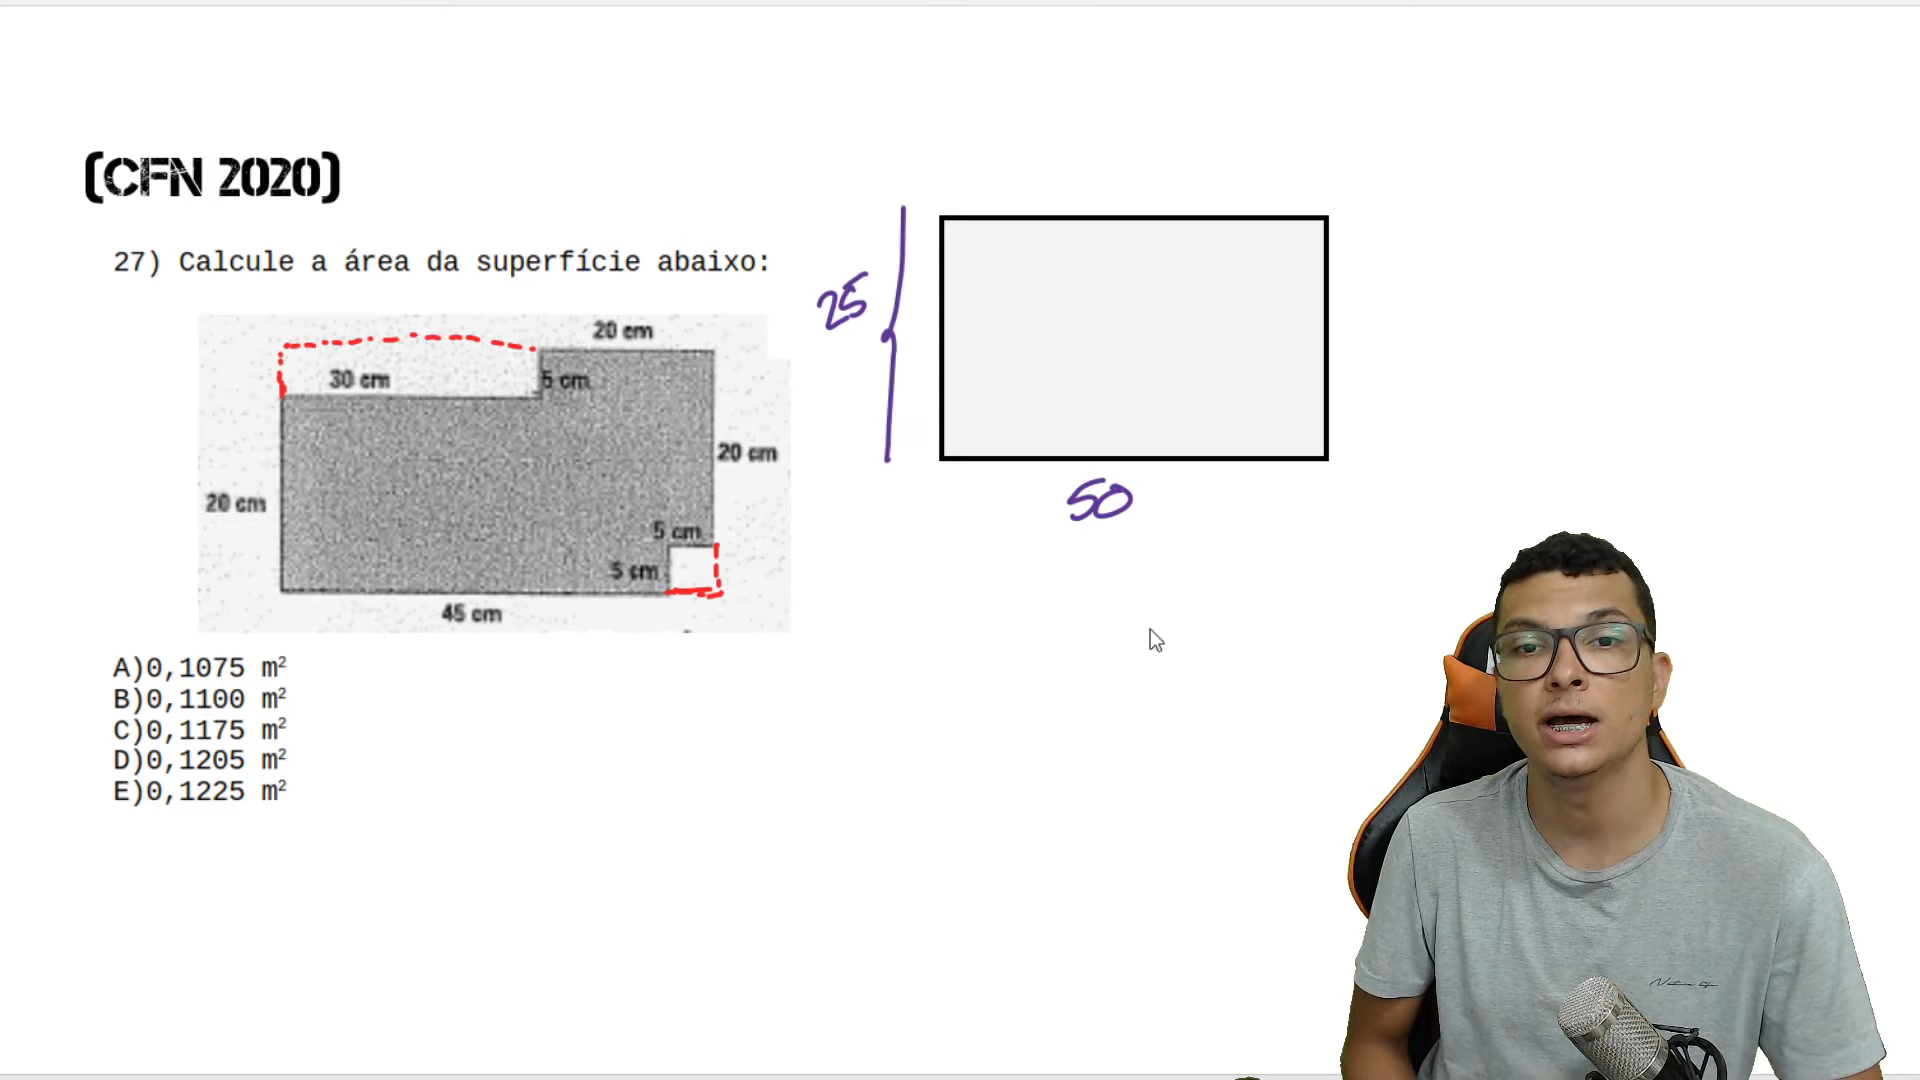 (CFN 2020)
27) Calcule a área da superfície abaixo:
20 cm
30 cm
5 cm
20 cm
20 cm
5 cm
5 cm
45 cm
A)0,1075 m²
B)0,1100 m²
C)0,1175 m²
D)0,1205 m²
E)0,1225 m²
25
50